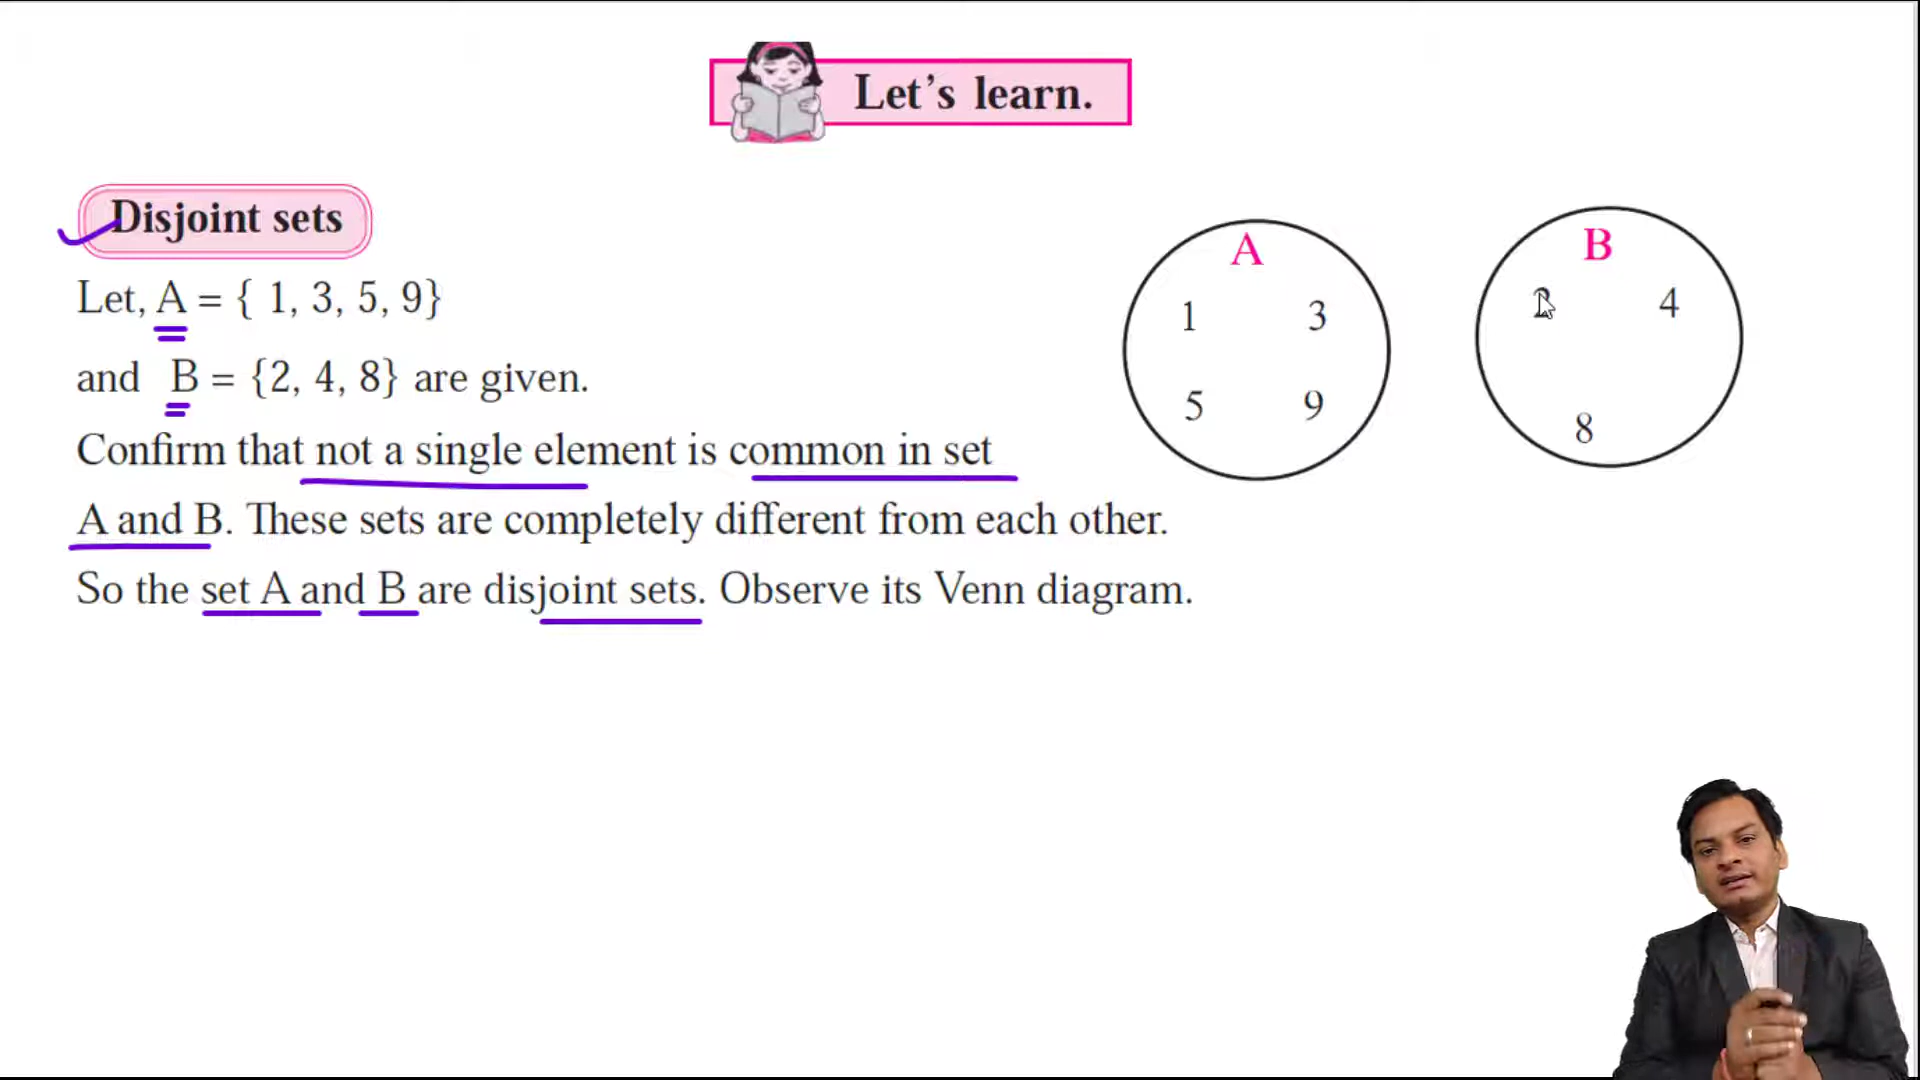 Let's learn.
Disjoint sets
Let, A = { 1, 3, 5, 9}
and B = {2, 4, 8} are given.
Confirm that not a single element is common in set
A and B. These sets are completely different from each other.
So the set A and B are disjoint sets. Observe its Venn diagram.
A
1 3
5 9
B
2 4
8